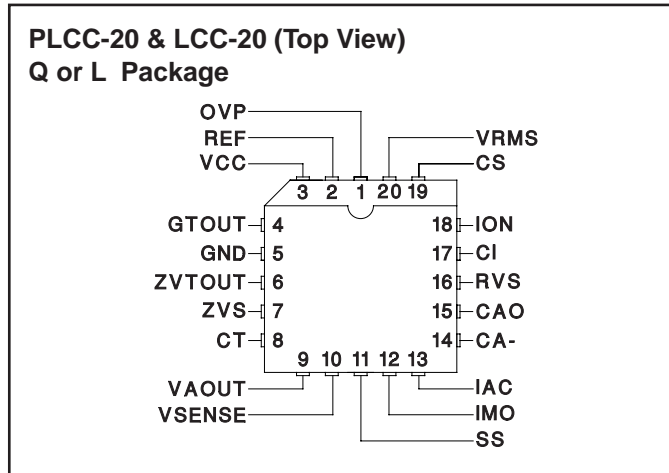 PLCC-20 & LCC-20 (Top View)
Q or L Package
OVP
REF
VCC
VRMS
CS
3 2 1 20 19
GTOUT 4
GND 5
ZVTOUT 6
ZVS 7
CT 8
18 ION
17 CI
16 RVS
15 CAO
14 CA-
9 10 11 12 13
VAOUT
VSENSE
IAC
IMO
SS